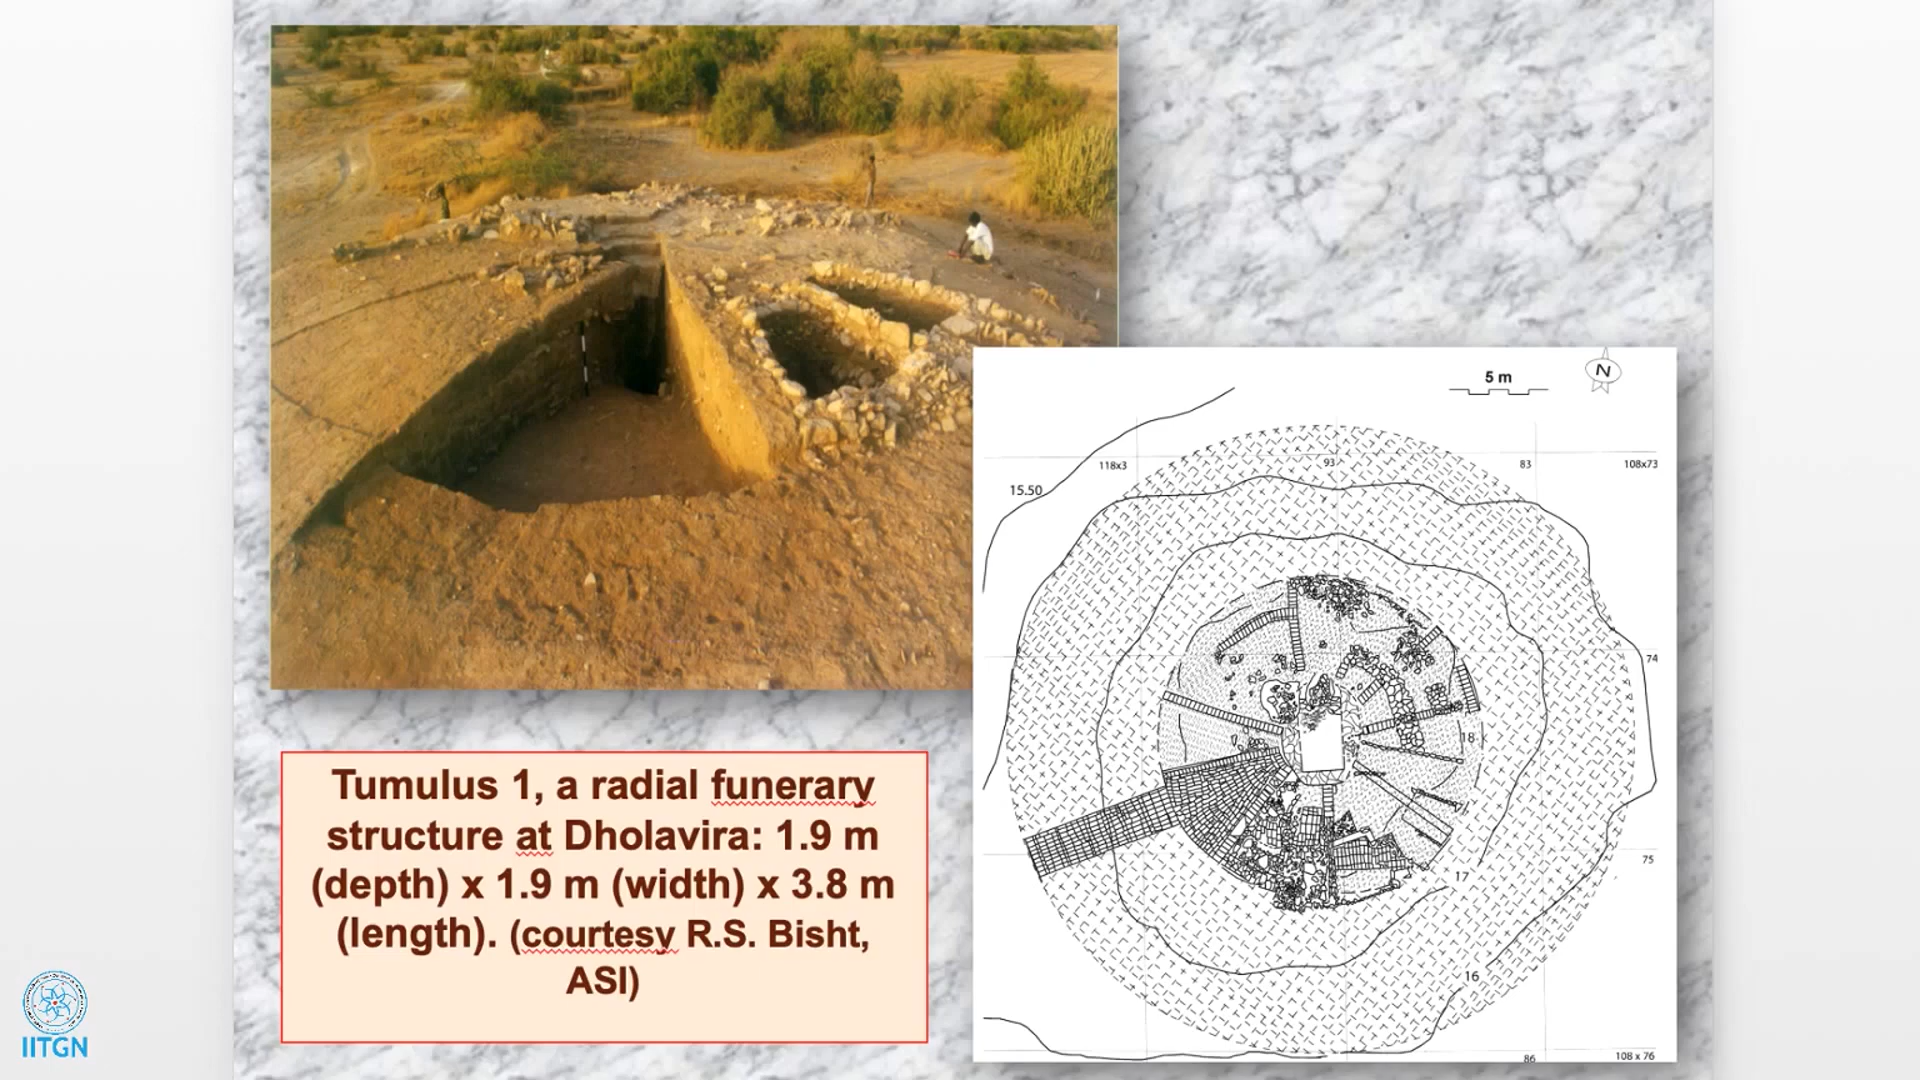 5 m
N
118x3
93
83
108x73
15.50
74
18
75
17
16
86
108 x 76
Tumulus 1, a radial funerary
structure at Dholavira: 1.9 m
(depth) x 1.9 m (width) x 3.8 m
(length). (courtesy R.S. Bisht,
ASI)
IITGN